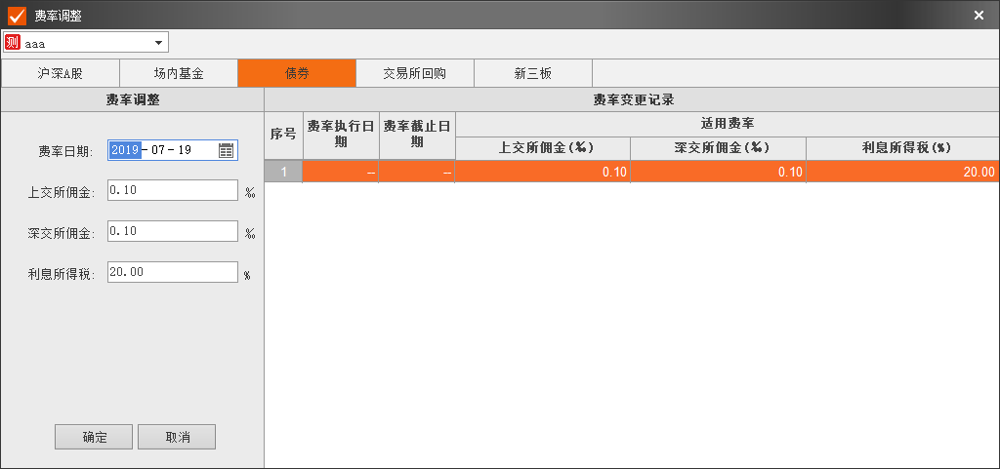 费率调整
测 aaa
沪深A股 场内基金 债券 交易所回购 新三板
费率调整
费率日期: 2019-07-19
上交所佣金: 0.10 ‰
深交所佣金: 0.10 ‰
利息所得税: 20.00 %
确定 取消
费率变更记录
序号 费率执行日期 费率截止日期 适用费率
上交所佣金(‰) 深交所佣金(‰) 利息所得税(%)
1 -- -- 0.10 0.10 20.00